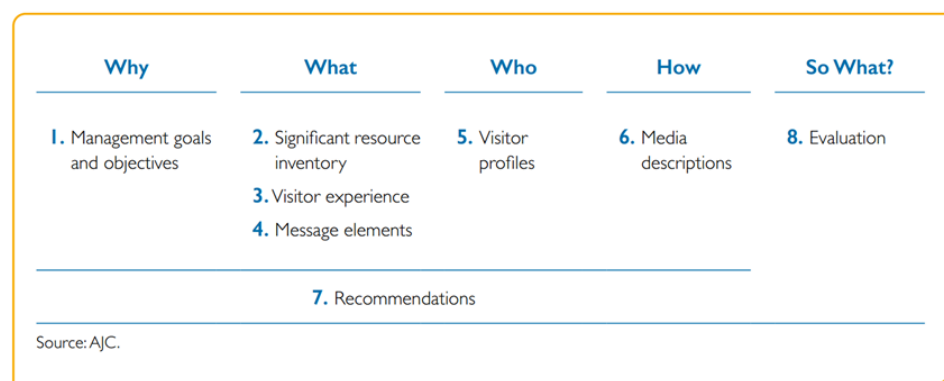 Why
What
Who
How
So What?
1. Management goals
and objectives
2. Significant resource
inventory
3. Visitor experience
4. Message elements
5. Visitor
profiles
6. Media
descriptions
8. Evaluation
7. Recommendations
Source: AJC.